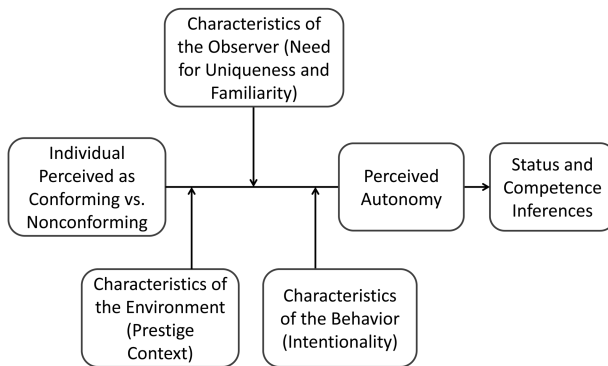 Characteristics of
the Observer (Need
for Uniqueness and
Familiarity)
Individual
Perceived as
Conforming vs.
Nonconforming
Perceived
Autonomy
Status and
Competence
Inferences
Characteristics of
the Environment
(Prestige
Context)
Characteristics
of the Behavior
(Intentionality)